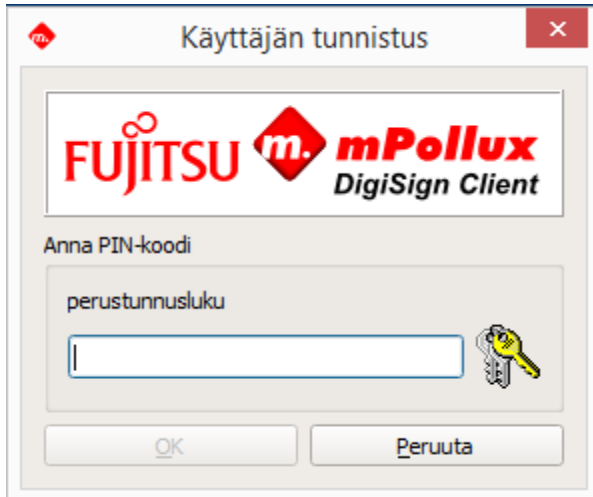 m.
Käyttäjän tunnistus
FUJITSU m. mPollux
DigiSign Client
Anna PIN-koodi
perustunnusluku
OK Peruuta